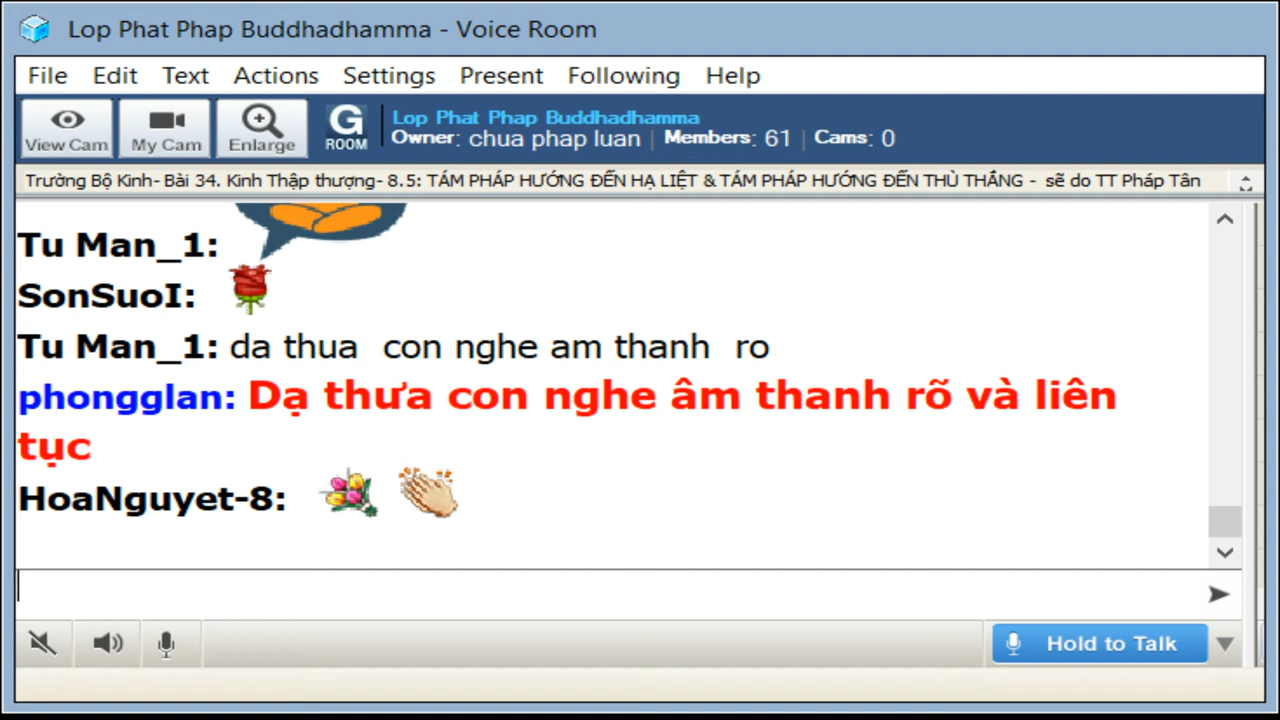 Lop Phat Phap Buddhadhamma - Voice Room
File Edit Text Actions Settings Present Following Help
View Cam My Cam Enlarge
G ROOM
Lop Phat Phap Buddhadhamma
Owner: chua phap luan | Members: 61 | Cams: 0
Trường Bộ Kinh- Bài 34. Kinh Thập thượng- 8.5: TÁM PHÁP HƯỚNG ĐẾN HẠ LIỆT & TÁM PHÁP HƯỚNG ĐẾN THÙ THẮNG - sẽ do TT Pháp Tân
Tu Man_1:
SonSuoI:
Tu Man_1: da thua con nghe am thanh ro
phongglan: Dạ thưa con nghe âm thanh rõ và liên
tục
HoaNguyet-8:
Hold to Talk